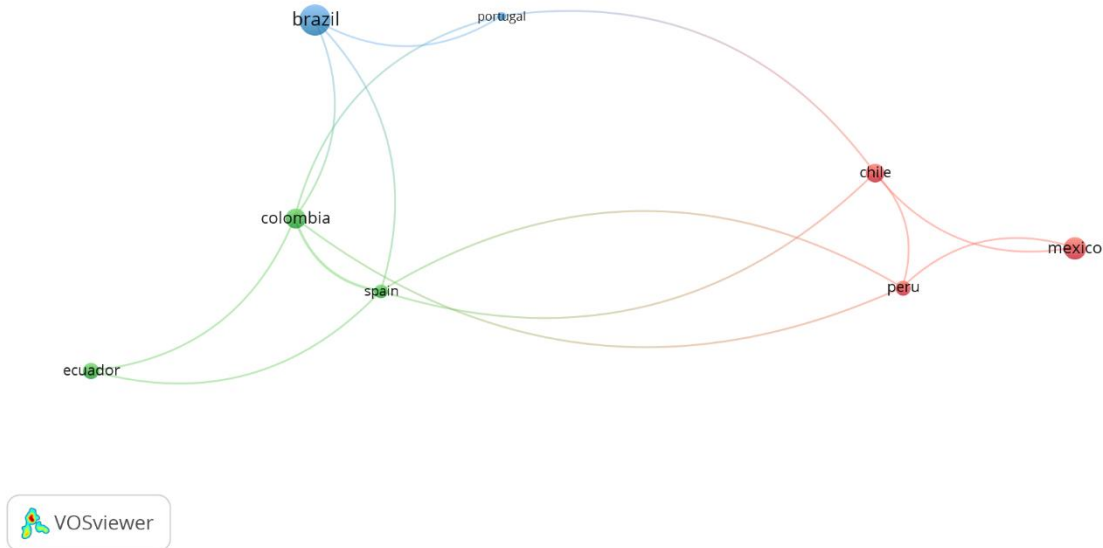 brazil
portugal
chile
colombia
mexico
peru
spain
ecuador
VOSviewer